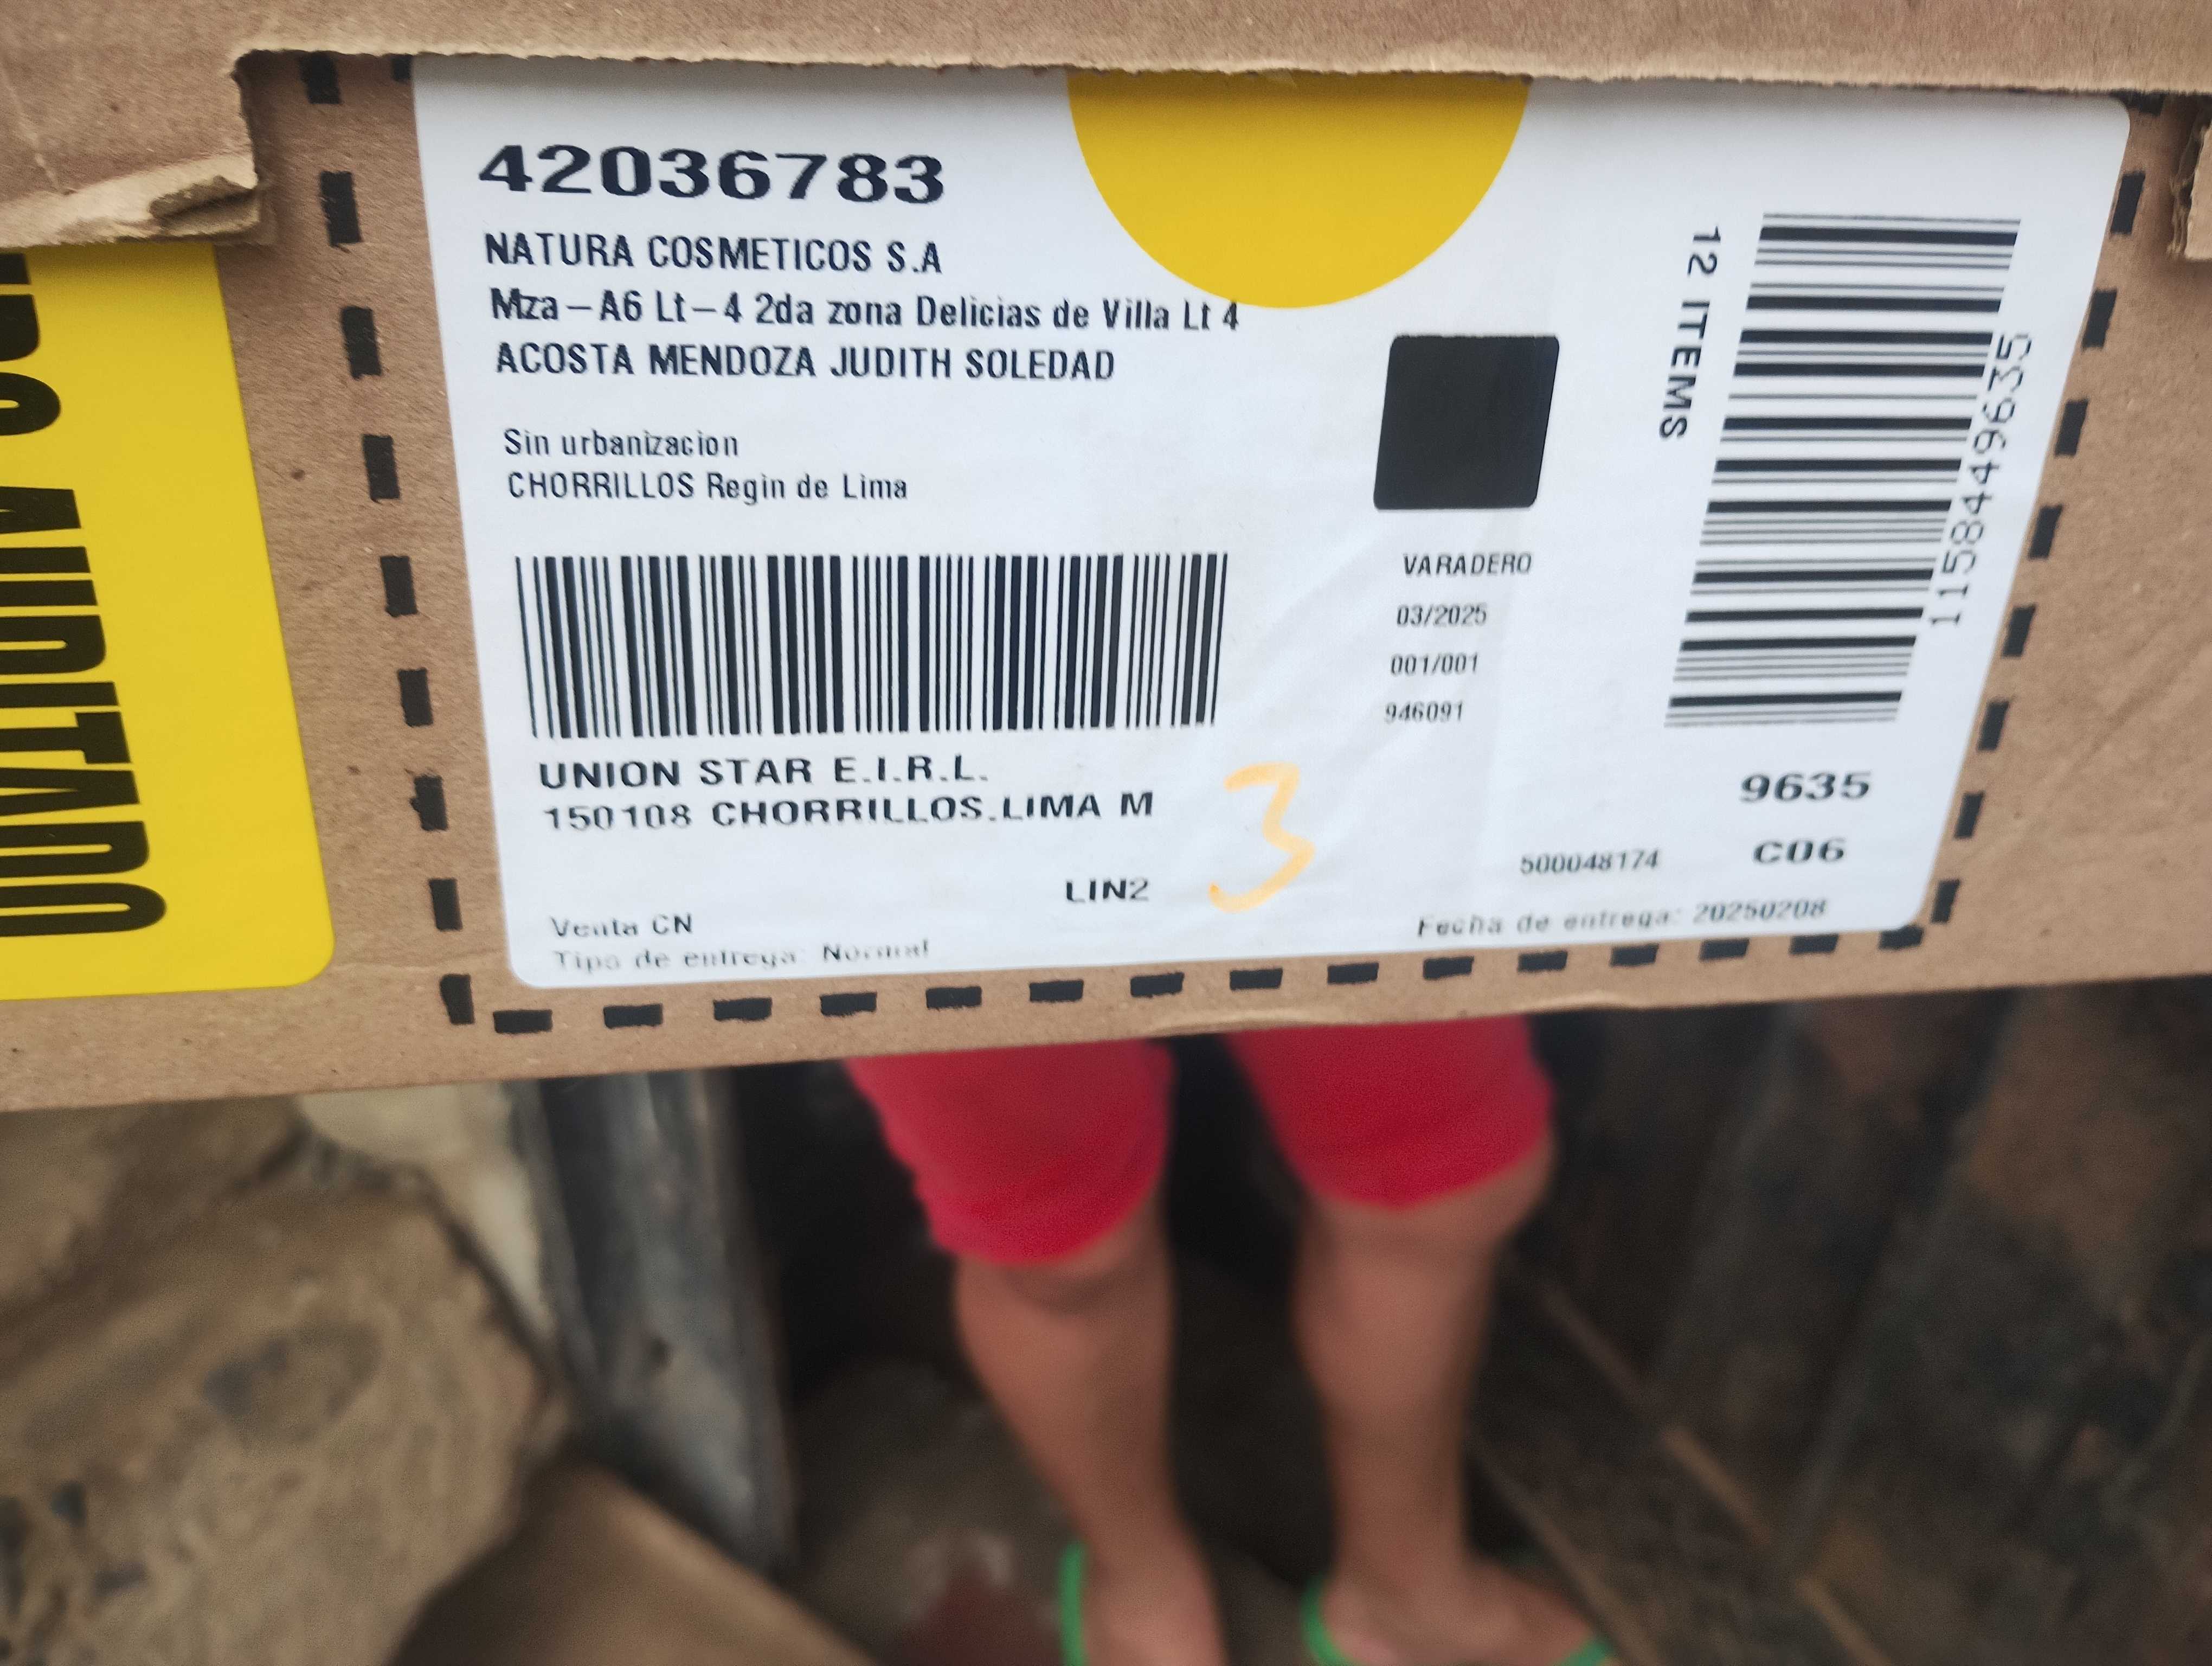 42036783
NATURA COSMETICOS S.A
Mza-A6 Lt-4 2da zona Delicias de Villa Lt 4
ACOSTA MENDOZA JUDITH SOLEDAD
Sin urbanizacion
CHORRILLOS Regin de Lima
VARADERO
03/2025
001/001
946091
12 ITEMS
115844849635
UNION STAR E.I.R.L.
150108 CHORRILLOS.LIMA M
3
9635
C06
500048174
LIN2
Venta CN
Tipo de entrega: Normal
Fecha de entrega: 20250208
AUDITADO